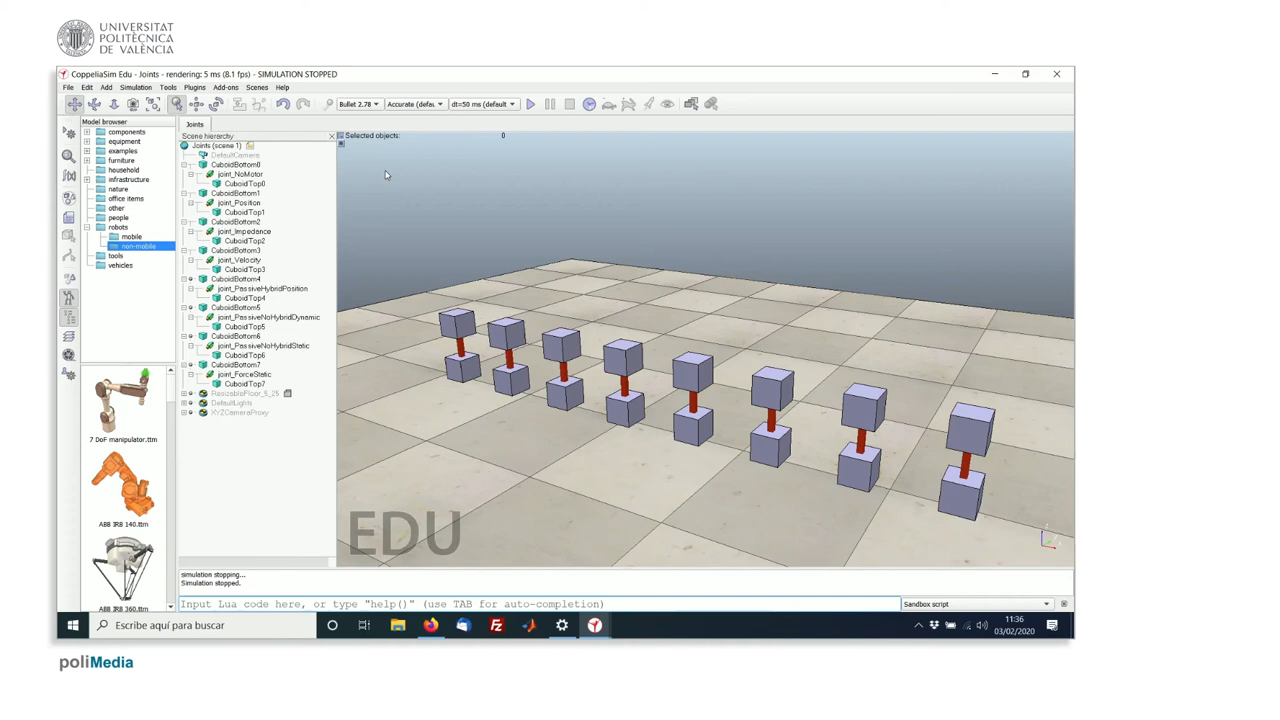 UNIVERSITAT
POLITÈCNICA
DE VALÈNCIA
CoppeliaSim Edu - Joints - rendering: 5 ms (8.1 fps) - SIMULATION STOPPED
File Edit Add Simulation Tools Plugins Add-ons Scenes Help
Bullet 2.78 Accurate (defau dt=50 ms (default
Model browser
components
equipment
examples
furniture
household
infrastructure
nature
office items
other
people
robots
mobile
non-mobile
tools
vehicles
7 DoF manipulator.ttm
ABB IRB 140.ttm
ABB IRB 360.ttm
Joints
Scene hierarchy
Joints (scene 1)
DefaultCamera
CuboidBottom0
joint_NoMotor
CuboidTop0
CuboidBottom1
joint_Position
CuboidTop1
CuboidBottom2
joint_Impedance
CuboidTop2
CuboidBottom3
joint_Velocity
CuboidTop3
CuboidBottom4
joint_PassiveHybridPosition
CuboidTop4
CuboidBottom5
joint_PassiveNoHybridDynamic
CuboidTop5
CuboidBottom6
joint_PassiveNoHybridStatic
CuboidTop6
CuboidBottom7
joint_ForceStatic
CuboidTop7
ResizableFloor_5_25
DefaultLights
XYZCameraProxy
Selected objects: 0
EDU
simulation stopping...
Simulation stopped.
Input Lua code here, or type "help()" (use TAB for auto-completion)
Sandbox script
Escribe aquí para buscar
11:36
03/02/2020
poliMedia